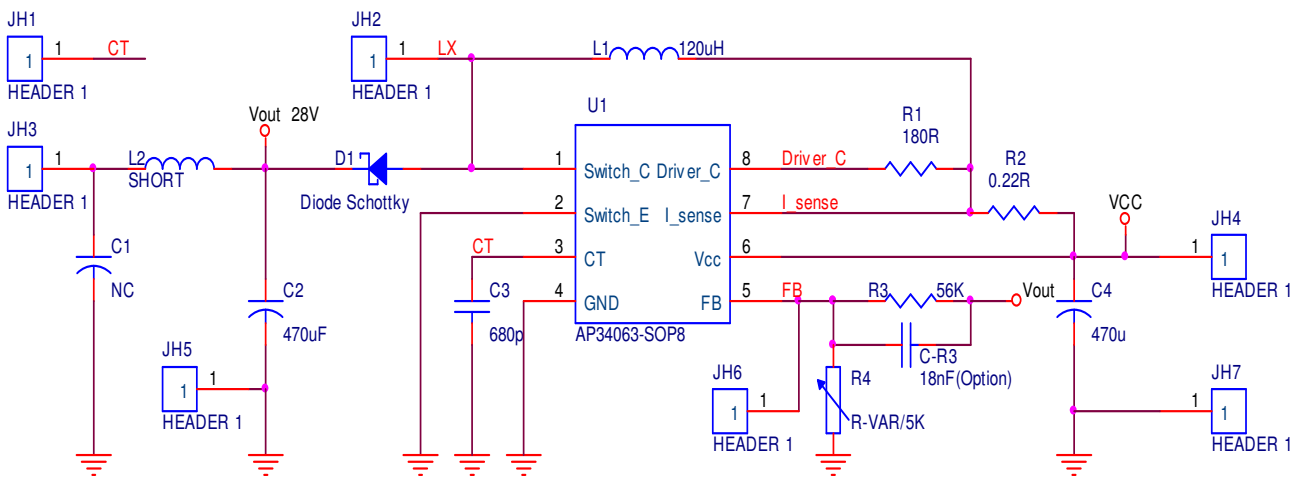 JH1
1
1
CT
HEADER 1
JH2
1
1
LX
HEADER 1
L1
120uH
U1
R1
180R
R2
0.22R
JH3
1
1
HEADER 1
L2
SHORT
Vout 28V
D1
Diode Schottky
1
Switch_C
2
Switch_E
3
CT
4
GND
Driver_C
8
I_sense
7
Vcc
6
FB
5
AP34063-SOP8
Driver_C
I_sense
FB
VCC
JH4
1
1
HEADER 1
C1
NC
C2
470uF
CT
C3
680p
R3
56K
Vout
C-R3
18nF(Option)
C4
470u
JH5
1
1
HEADER 1
JH6
1
1
HEADER 1
R4
R-VAR/5K
JH7
1
1
HEADER 1